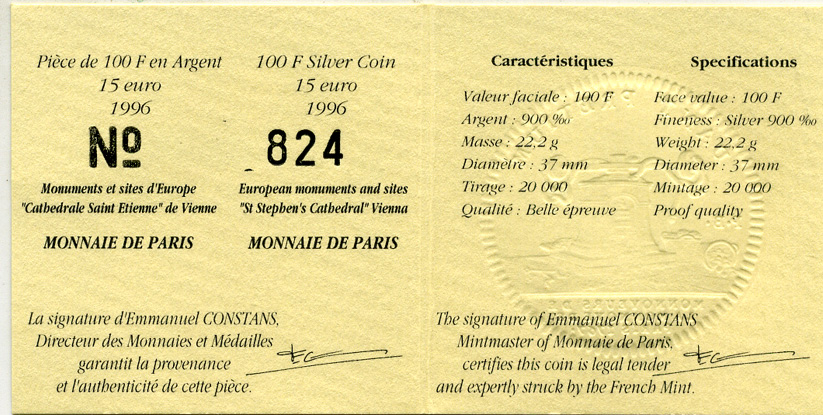 Pièce de 100 F en Argent
15 euro
1996
100 F Silver Coin
15 euro
1996
Nº
824
Monuments et sites d'Europe
"Cathedrale Saint Etienne" de Vienne
European monuments and sites
"St Stephen's Cathedral" Vienna
MONNAIE DE PARIS
MONNAIE DE PARIS
La signature d'Emmanuel CONSTANS,
Directeur des Monnaies et Médailles
garantit la provenance
et l'authenticité de cette pièce.
Caractéristiques
Valeur faciale : 100 F
Argent : 900 ‰
Masse : 22,2 g
Diamètre : 37 mm
Tirage : 20 000
Qualité : Belle épreuve
Specifications
Face value : 100 F
Fineness : Silver 900 ‰
Weight : 22,2 g
Diameter : 37 mm
Mintage : 20 000
Proof quality
The signature of Emmanuel CONSTANS
Mintmaster of Monnaie de Paris,
certifies this coin is legal tender
and expertly struck by the French Mint.